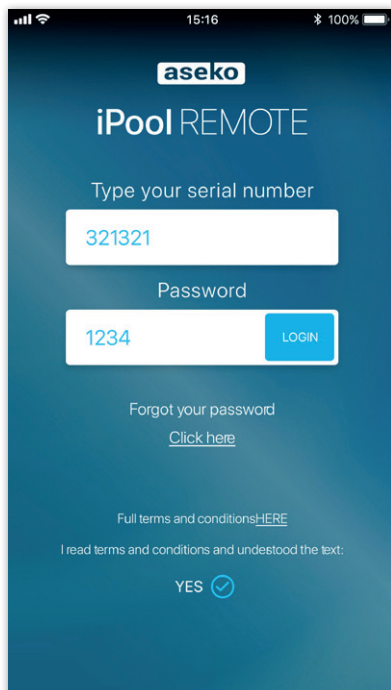 15:16
100%
aseko
iPool REMOTE
Type your serial number
321321
Password
1234
LOGIN
Forgot your password
Click here
Full terms and conditionsHERE
I read terms and conditions and understood the text:
YES